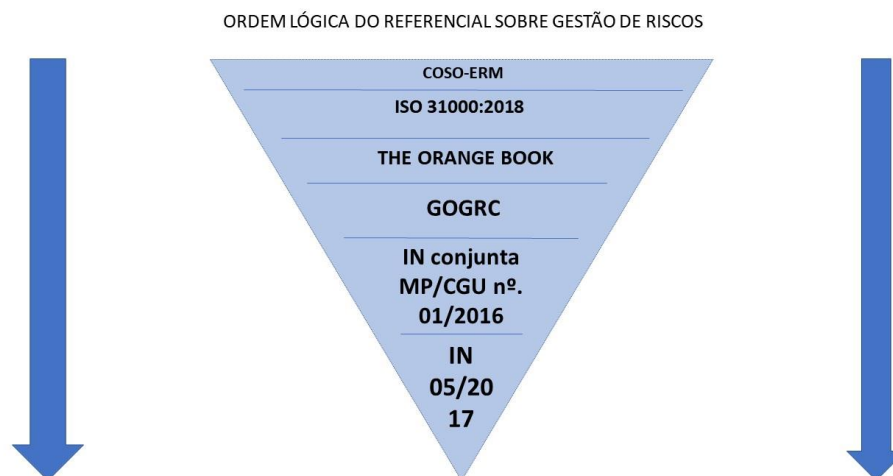 ORDEM LÓGICA DO REFERENCIAL SOBRE GESTÃO DE RISCOS
COSO-ERM
ISO 31000:2018
THE ORANGE BOOK
GOGRC
IN conjunta
MP/CGU nº.
01/2016
IN
05/20
17